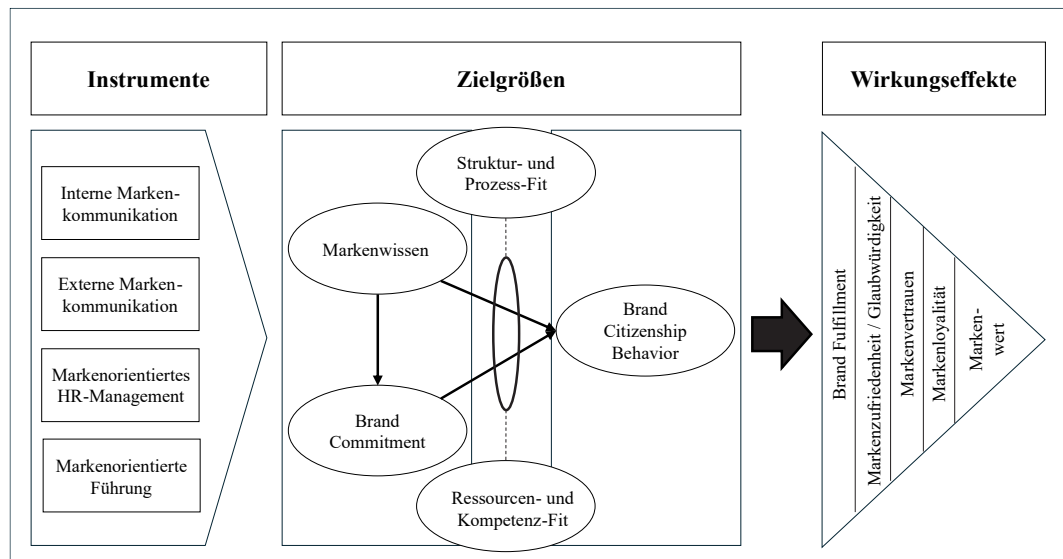 Instrumente
Zielgrößen
Wirkungseffekte
Interne Marken-
kommunikation
Externe Marken-
kommunikation
Markenorientiertes
HR-Management
Markenorientierte
Führung
Struktur- und
Prozess-Fit
Markenwissen
Brand
Citizenship
Behavior
Brand
Commitment
Ressourcen- und
Kompetenz-Fit
Brand Fulfillment
Markenzufriedenheit / Glaubwürdigkeit
Markenvertrauen
Markenloyalität
Marken-
wert